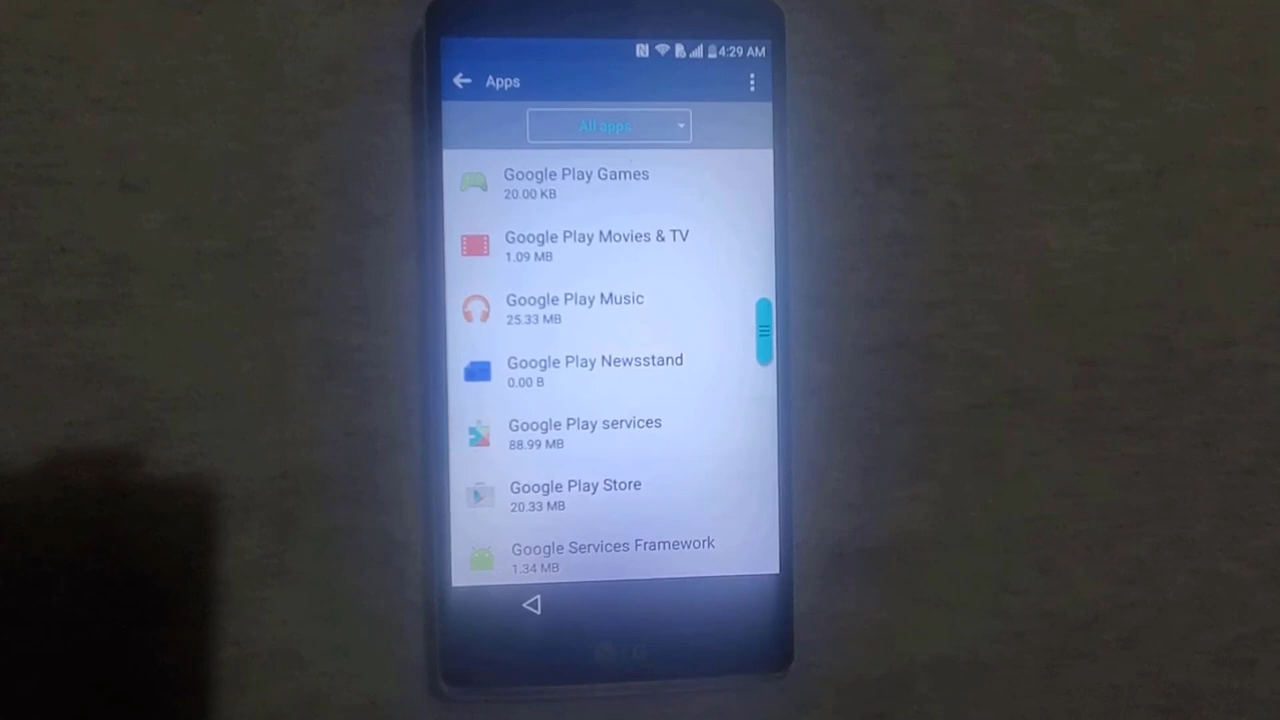 4:29 AM
Apps
All apps
Google Play Games
20.00 KB
Google Play Movies & TV
1.09 MB
Google Play Music
25.33 MB
Google Play Newsstand
0.00 B
Google Play services
88.99 MB
Google Play Store
20.33 MB
Google Services Framework
1.34 MB
LG